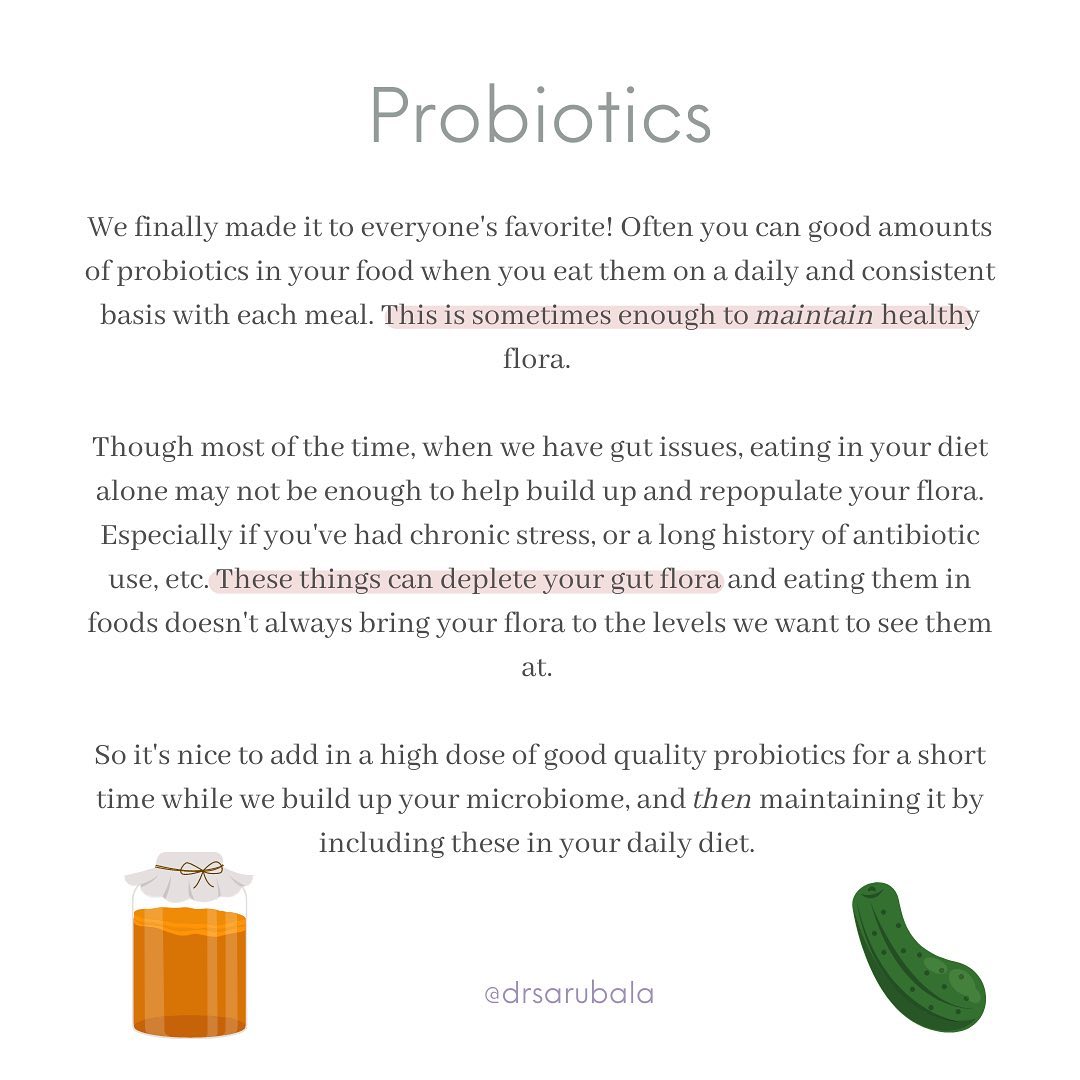 Probiotics
We finally made it to everyone's favorite! Often you can good amounts
of probiotics in your food when you eat them on a daily and consistent
basis with each meal. This is sometimes enough to maintain healthy
flora.
Though most of the time, when we have gut issues, eating in your diet
alone may not be enough to help build up and repopulate your flora.
Especially if you've had chronic stress, or a long history of antibiotic
use, etc. These things can deplete your gut flora and eating them in
foods doesn't always bring your flora to the levels we want to see them
at.
So it's nice to add in a high dose of good quality probiotics for a short
time while we build up your microbiome, and then maintaining it by
including these in your daily diet.
@drsarubala